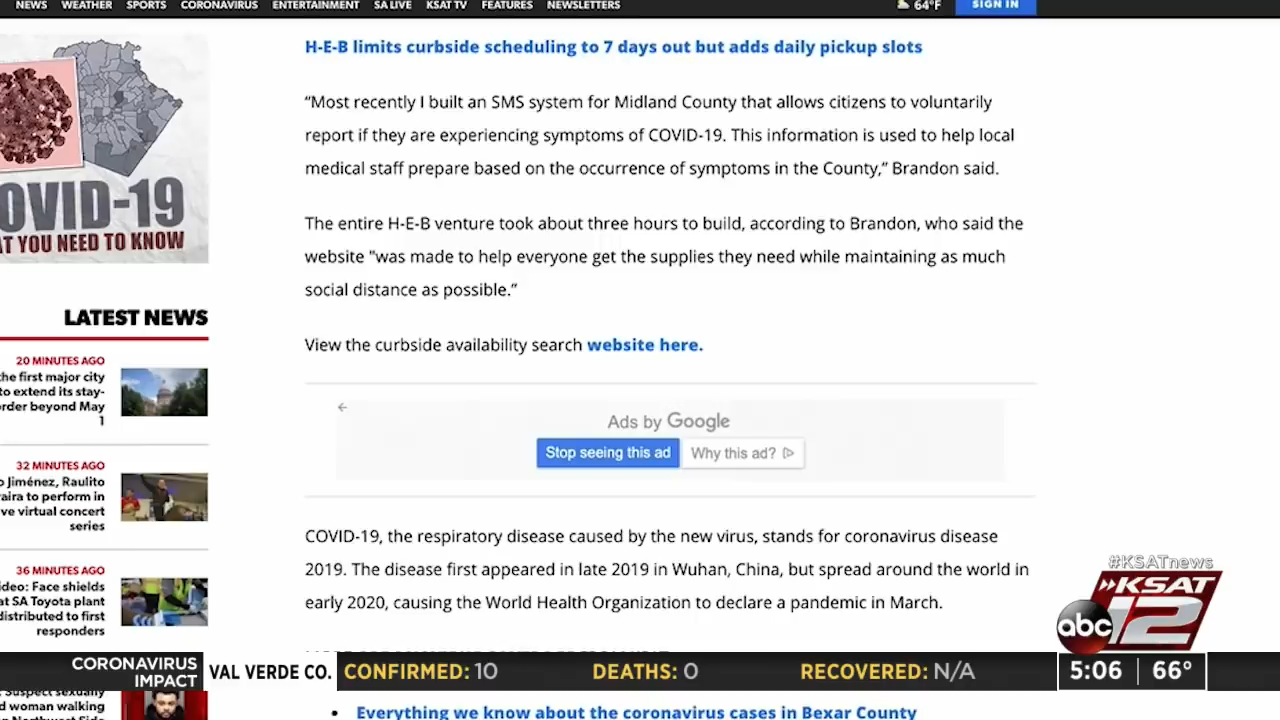 NEWS WEATHER SPORTS CORONAVIRUS ENTERTAINMENT SA LIVE KSAT TV FEATURES NEWSLETTERS 64°F SIGN IN
H-E-B limits curbside scheduling to 7 days out but adds daily pickup slots
“Most recently I built an SMS system for Midland County that allows citizens to voluntarily
report if they are experiencing symptoms of COVID-19. This information is used to help local
medical staff prepare based on the occurrence of symptoms in the County,” Brandon said.
The entire H-E-B venture took about three hours to build, according to Brandon, who said the
website "was made to help everyone get the supplies they need while maintaining as much
social distance as possible.”
View the curbside availability search website here.
Ads by Google
Stop seeing this ad Why this ad?
COVID-19, the respiratory disease caused by the new virus, stands for coronavirus disease
2019. The disease first appeared in late 2019 in Wuhan, China, but spread around the world in
early 2020, causing the World Health Organization to declare a pandemic in March.
Everything we know about the coronavirus cases in Bexar County
OVID-19
AT YOU NEED TO KNOW
LATEST NEWS
20 MINUTES AGO
the first major city
to extend its stay-
order beyond May
1
32 MINUTES AGO
o Jiménez, Raulito
aira to perform in
ve virtual concert
series
36 MINUTES AGO
ideo: Face shields
at SA Toyota plant
distributed to first
responders
Suspect sexually
d woman walking
#KSATnews
KSAT
abc 12
CORONAVIRUS
IMPACT
VAL VERDE CO. CONFIRMED: 10 DEATHS: 0 RECOVERED: N/A
5:06 66°